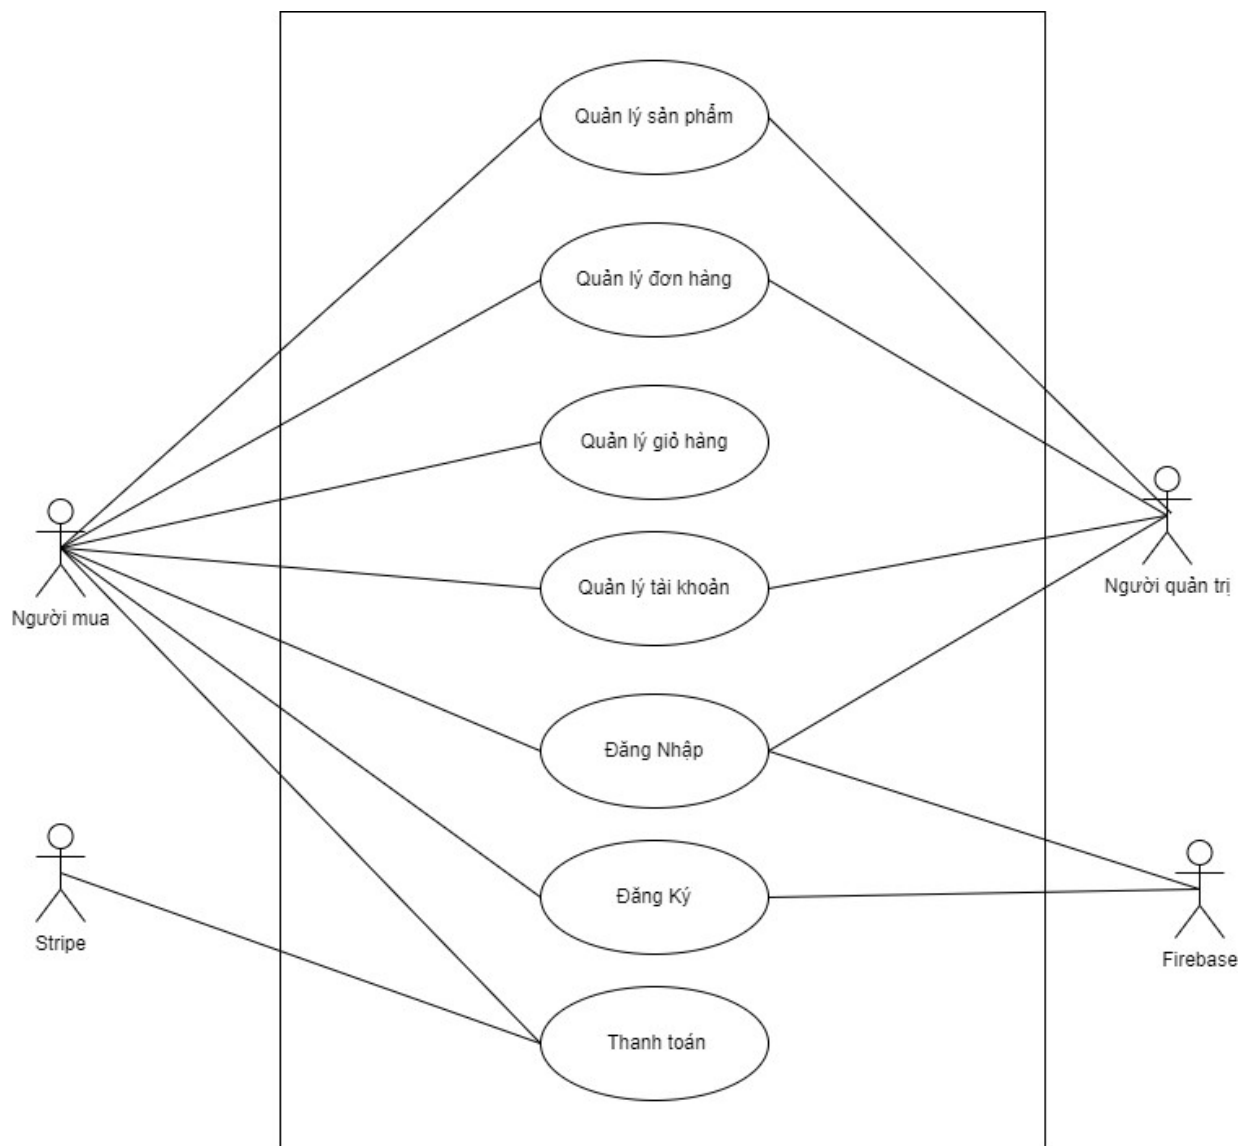 Quản lý sản phẩm
Quản lý đơn hàng
Quản lý giỏ hàng
Người mua
Quản lý tài khoản
Người quản trị
Đăng Nhập
Đăng Ký
Stripe
Firebase
Thanh toán